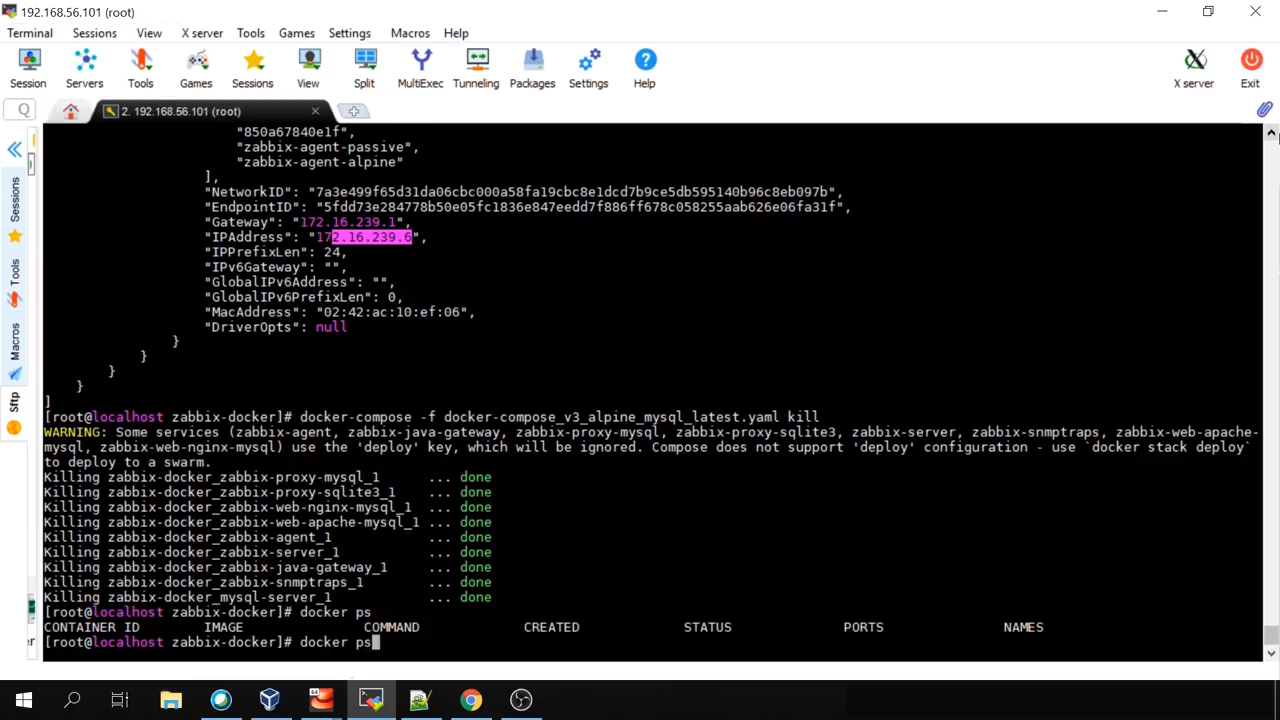 192.168.56.101 (root)
Terminal Sessions View X server Tools Games Settings Macros Help
Session Servers Tools Games Sessions View Split MultiExec Tunneling Packages Settings Help X server Exit
2. 192.168.56.101 (root)
Sessions
Tools
Macros
Sftp
"850a67840e1f",
"zabbix-agent-passive",
"zabbix-agent-alpine"
],
"NetworkID": "7a3e499f65d31da06cbc000a58fa19cbc8e1dcd7b9ce5db595140b96c8eb097b",
"EndpointID": "5fdd73e284778b50e05fc1836e847eedd7f886ff678c058255aab626e06fa31f",
"Gateway": "172.16.239.1",
"IPAddress": "172.16.239.6",
"IPPrefixLen": 24,
"IPv6Gateway": "",
"GlobalIPv6Address": "",
"GlobalIPv6PrefixLen": 0,
"MacAddress": "02:42:ac:10:ef:06",
"DriverOpts": null
}
}
}
}
]
[root@localhost zabbix-docker]# docker-compose -f docker-compose_v3_alpine_mysql_latest.yaml kill
WARNING: Some services (zabbix-agent, zabbix-java-gateway, zabbix-proxy-mysql, zabbix-proxy-sqlite3, zabbix-server, zabbix-snmptraps, zabbix-web-apache-
mysql, zabbix-web-nginx-mysql) use the 'deploy' key, which will be ignored. Compose does not support 'deploy' configuration - use `docker stack deploy`
to deploy to a swarm.
Killing zabbix-docker_zabbix-proxy-mysql_1 ... done
Killing zabbix-docker_zabbix-proxy-sqlite3_1 ... done
Killing zabbix-docker_zabbix-web-nginx-mysql_1 ... done
Killing zabbix-docker_zabbix-web-apache-mysql_1 ... done
Killing zabbix-docker_zabbix-agent_1 ... done
Killing zabbix-docker_zabbix-server_1 ... done
Killing zabbix-docker_zabbix-java-gateway_1 ... done
Killing zabbix-docker_zabbix-snmptraps_1 ... done
Killing zabbix-docker_mysql-server_1 ... done
[root@localhost zabbix-docker]# docker ps
CONTAINER ID IMAGE COMMAND CREATED STATUS PORTS NAMES
[root@localhost zabbix-docker]# docker ps